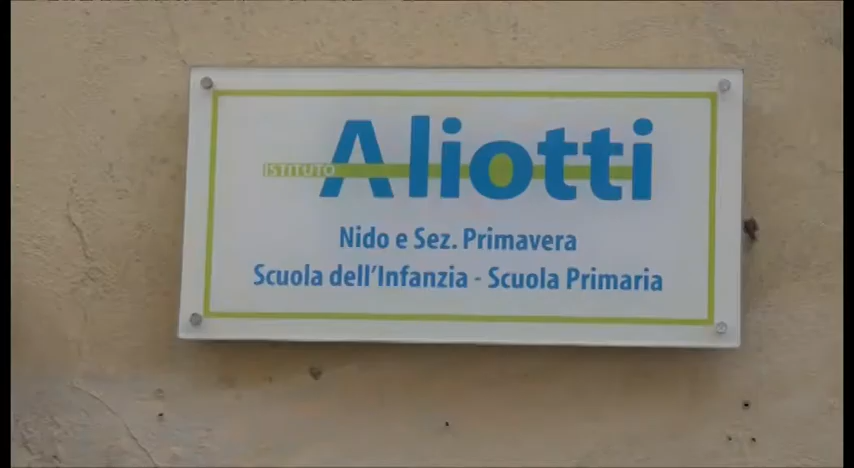 ISTITUTO Aliotti
Nido e Sez. Primavera
Scuola dell'Infanzia - Scuola Primaria